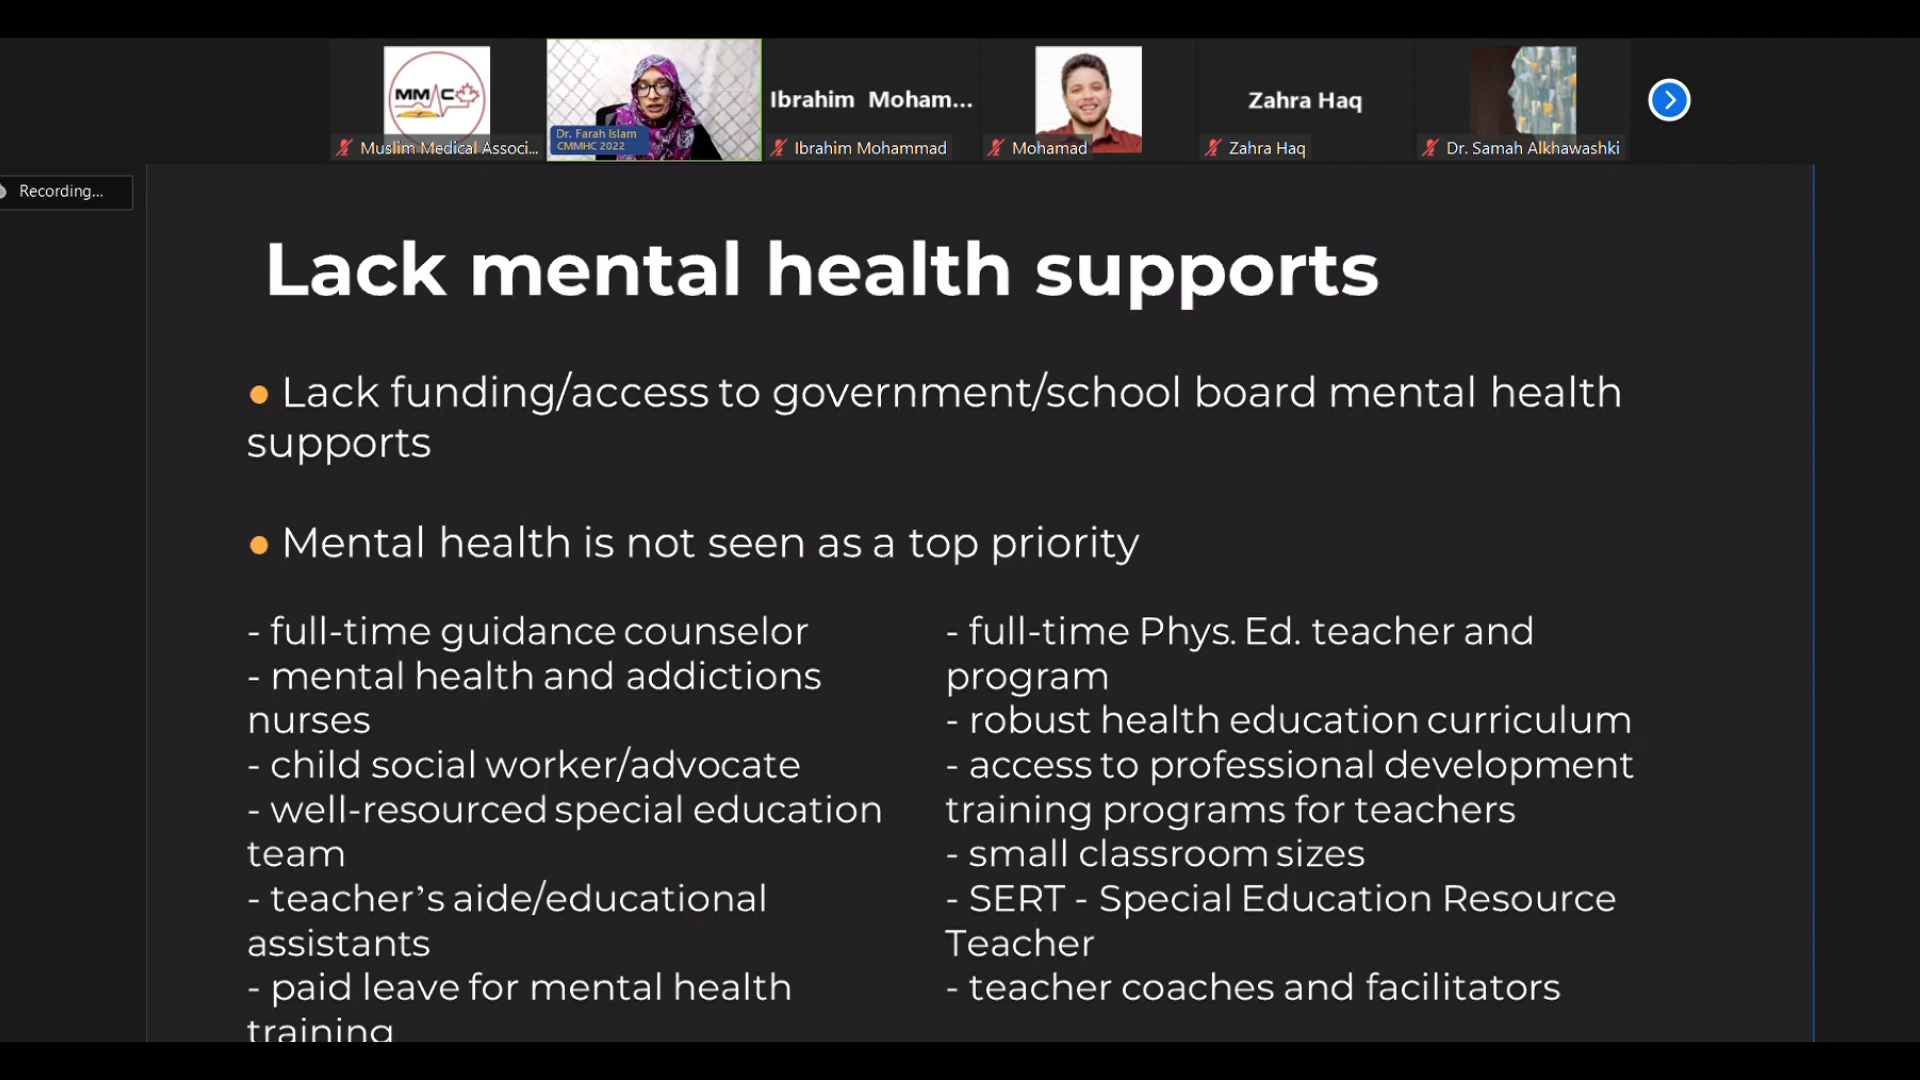 MMAC
Muslim Medical Associ...
Dr. Farah Islam
CMMHC 2022
Ibrahim Moham...
Ibrahim Mohammad
Mohamad
Zahra Haq
Zahra Haq
Dr. Samah Alkhawashki
Recording...
Lack mental health supports
• Lack funding/access to government/school board mental health
supports
• Mental health is not seen as a top priority
- full-time guidance counselor
- mental health and addictions
nurses
- child social worker/advocate
- well-resourced special education
team
- teacher's aide/educational
assistants
- paid leave for mental health
training
- full-time Phys. Ed. teacher and
program
- robust health education curriculum
- access to professional development
training programs for teachers
- small classroom sizes
- SERT - Special Education Resource
Teacher
- teacher coaches and facilitators